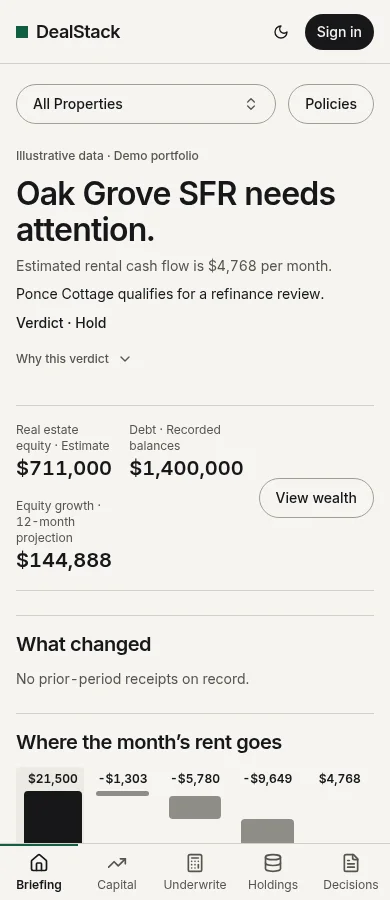 DealStack
Sign in
All Properties
Policies
Illustrative data · Demo portfolio
Oak Grove SFR needs
attention.
Estimated rental cash flow is $4,768 per month.
Ponce Cottage qualifies for a refinance review.
Verdict · Hold
Why this verdict
Real estate
equity · Estimate
$711,000
Debt · Recorded
balances
$1,400,000
Equity growth ·
12-month
projection
$144,888
View wealth
What changed
No prior-period receipts on record.
Where the month’s rent goes
$21,500 -$1,303 -$5,780 -$9,649 $4,768
Briefing Capital Underwrite Holdings Decisions